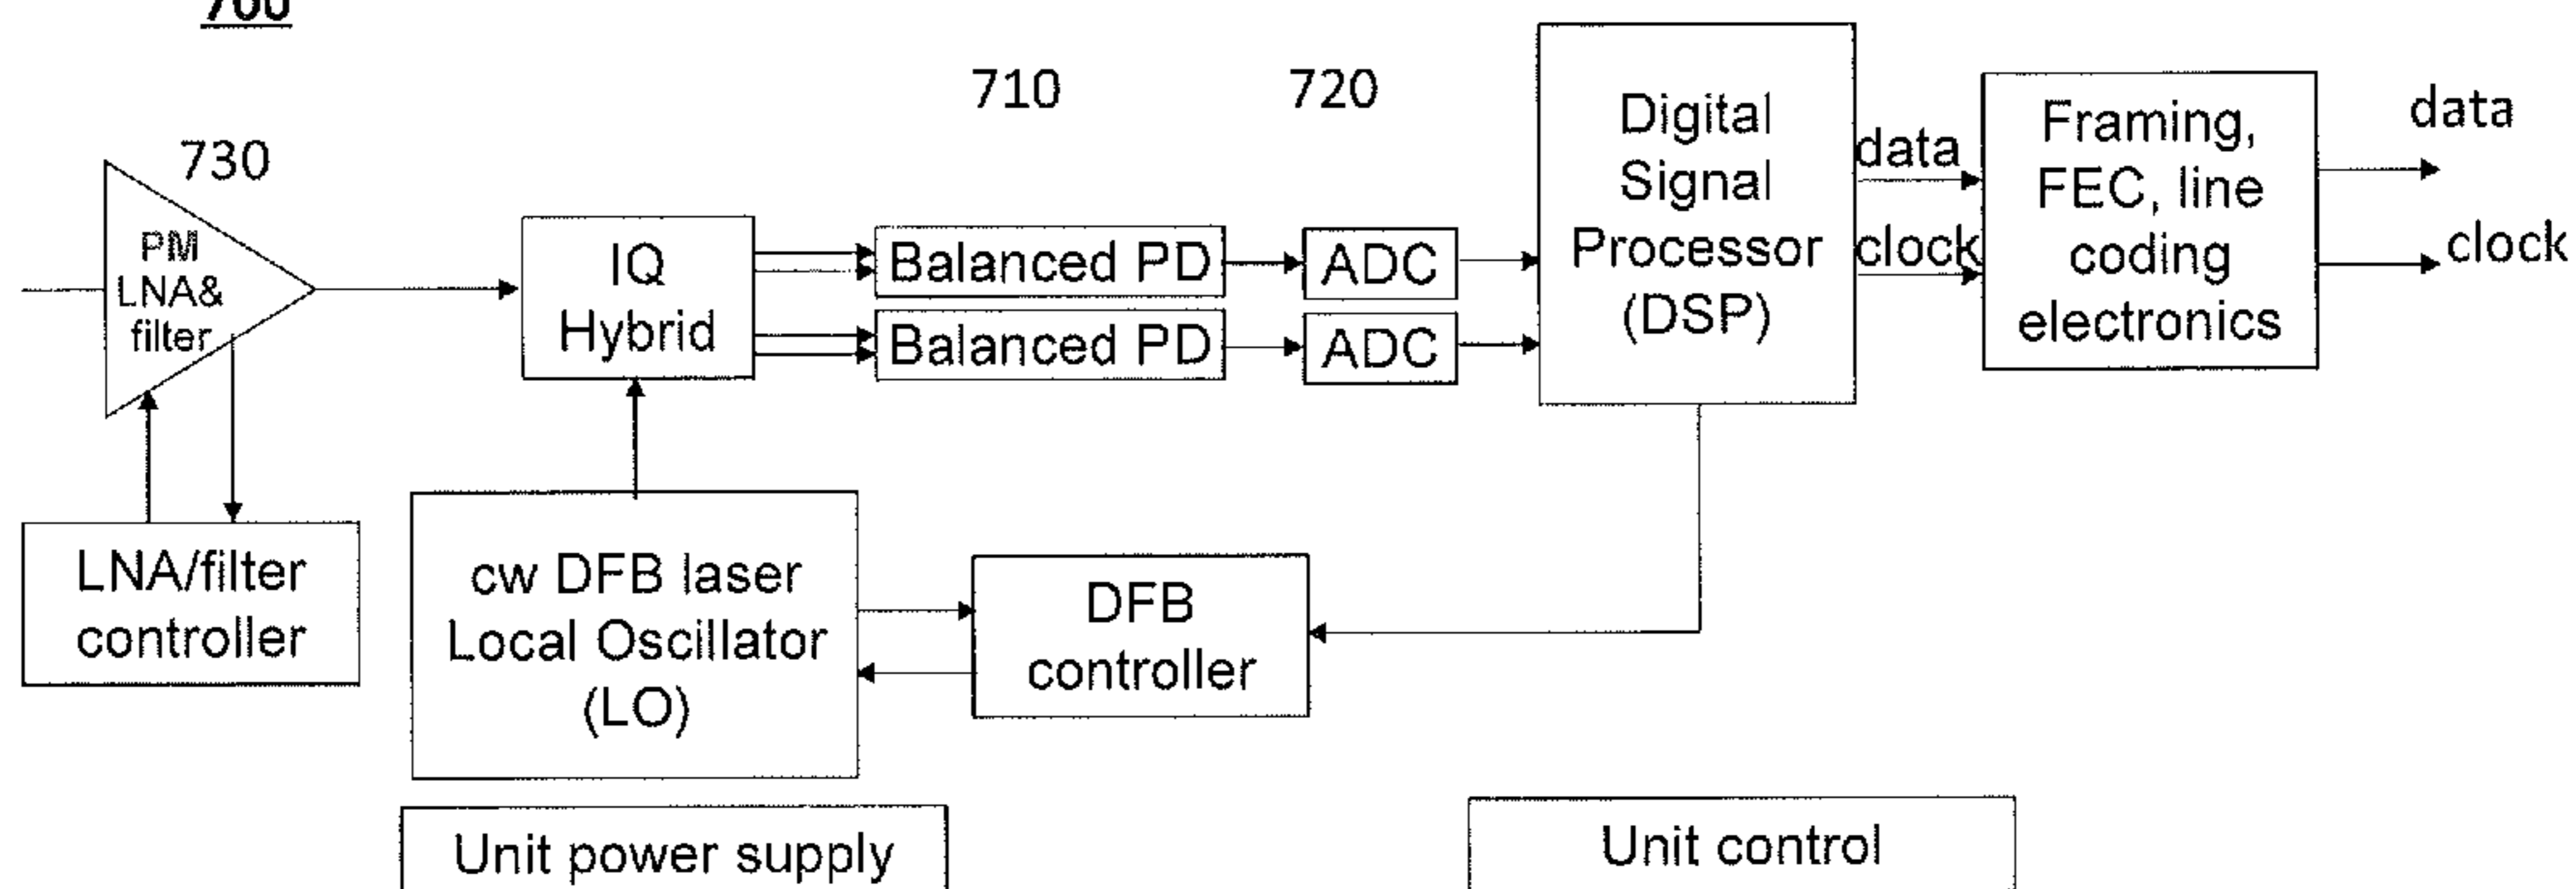 700
710
720
730
PM
LNA&
filter
IQ
Hybrid
Balanced PD
Balanced PD
ADC
ADC
Digital
Signal
Processor
(DSP)
data
clock
Framing,
FEC, line
coding
electronics
data
clock
LNA/filter
controller
cw DFB laser
Local Oscillator
(LO)
DFB
controller
Unit power supply
Unit control